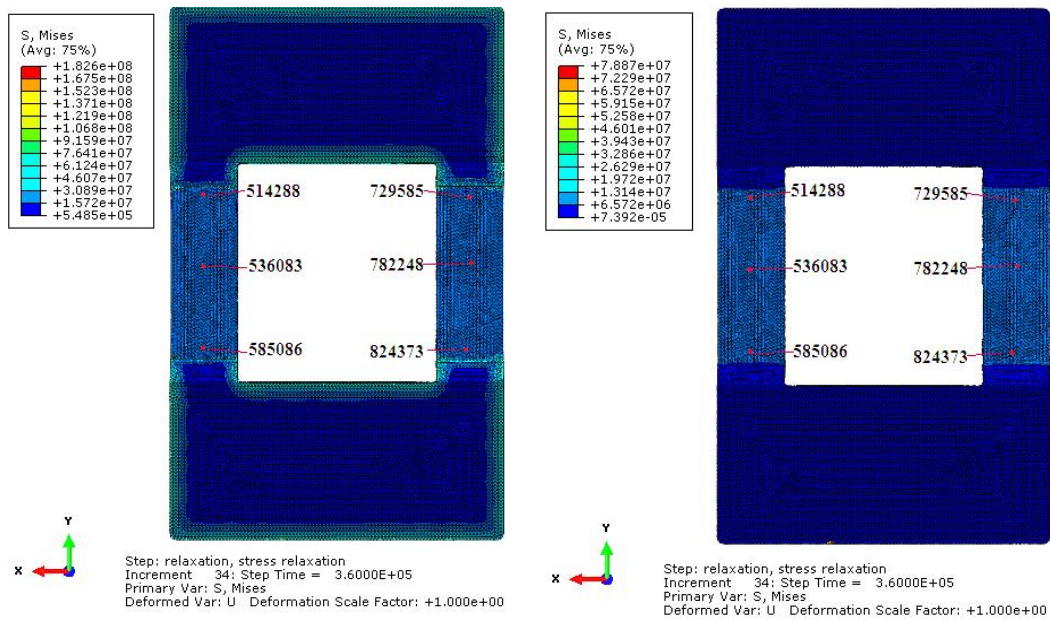 S, Mises
(Avg: 75%)
+1.826e+08
+1.675e+08
+1.523e+08
+1.371e+08
+1.219e+08
+1.068e+08
+9.159e+07
+7.641e+07
+6.124e+07
+4.607e+07
+3.089e+07
+1.572e+07
+5.485e+05
514288
729585
536083
782248
585086
824373
Y
X
Step: relaxation, stress relaxation
Increment 34: Step Time = 3.6000E+05
Primary Var: S, Mises
Deformed Var: U Deformation Scale Factor: +1.000e+00
S, Mises
(Avg: 75%)
+7.887e+07
+7.229e+07
+6.572e+07
+5.915e+07
+5.258e+07
+4.601e+07
+3.943e+07
+3.286e+07
+2.629e+07
+1.972e+07
+1.314e+07
+6.572e+06
+7.392e-05
514288
729585
536083
782248
585086
824373
Y
X
Step: relaxation, stress relaxation
Increment 34: Step Time = 3.6000E+05
Primary Var: S, Mises
Deformed Var: U Deformation Scale Factor: +1.000e+00